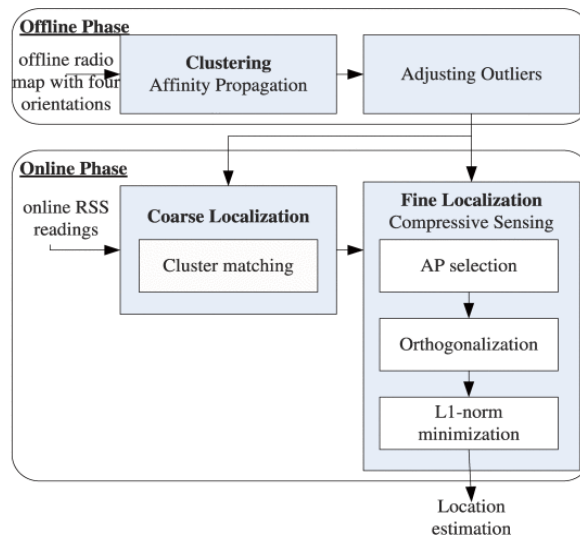 Offline Phase
offline radio
map with four
orientations
Clustering
Affinity Propagation
Adjusting Outliers
Online Phase
online RSS
readings
Coarse Localization
Cluster matching
Fine Localization
Compressive Sensing
AP selection
Orthogonalization
L1-norm
minimization
Location
estimation